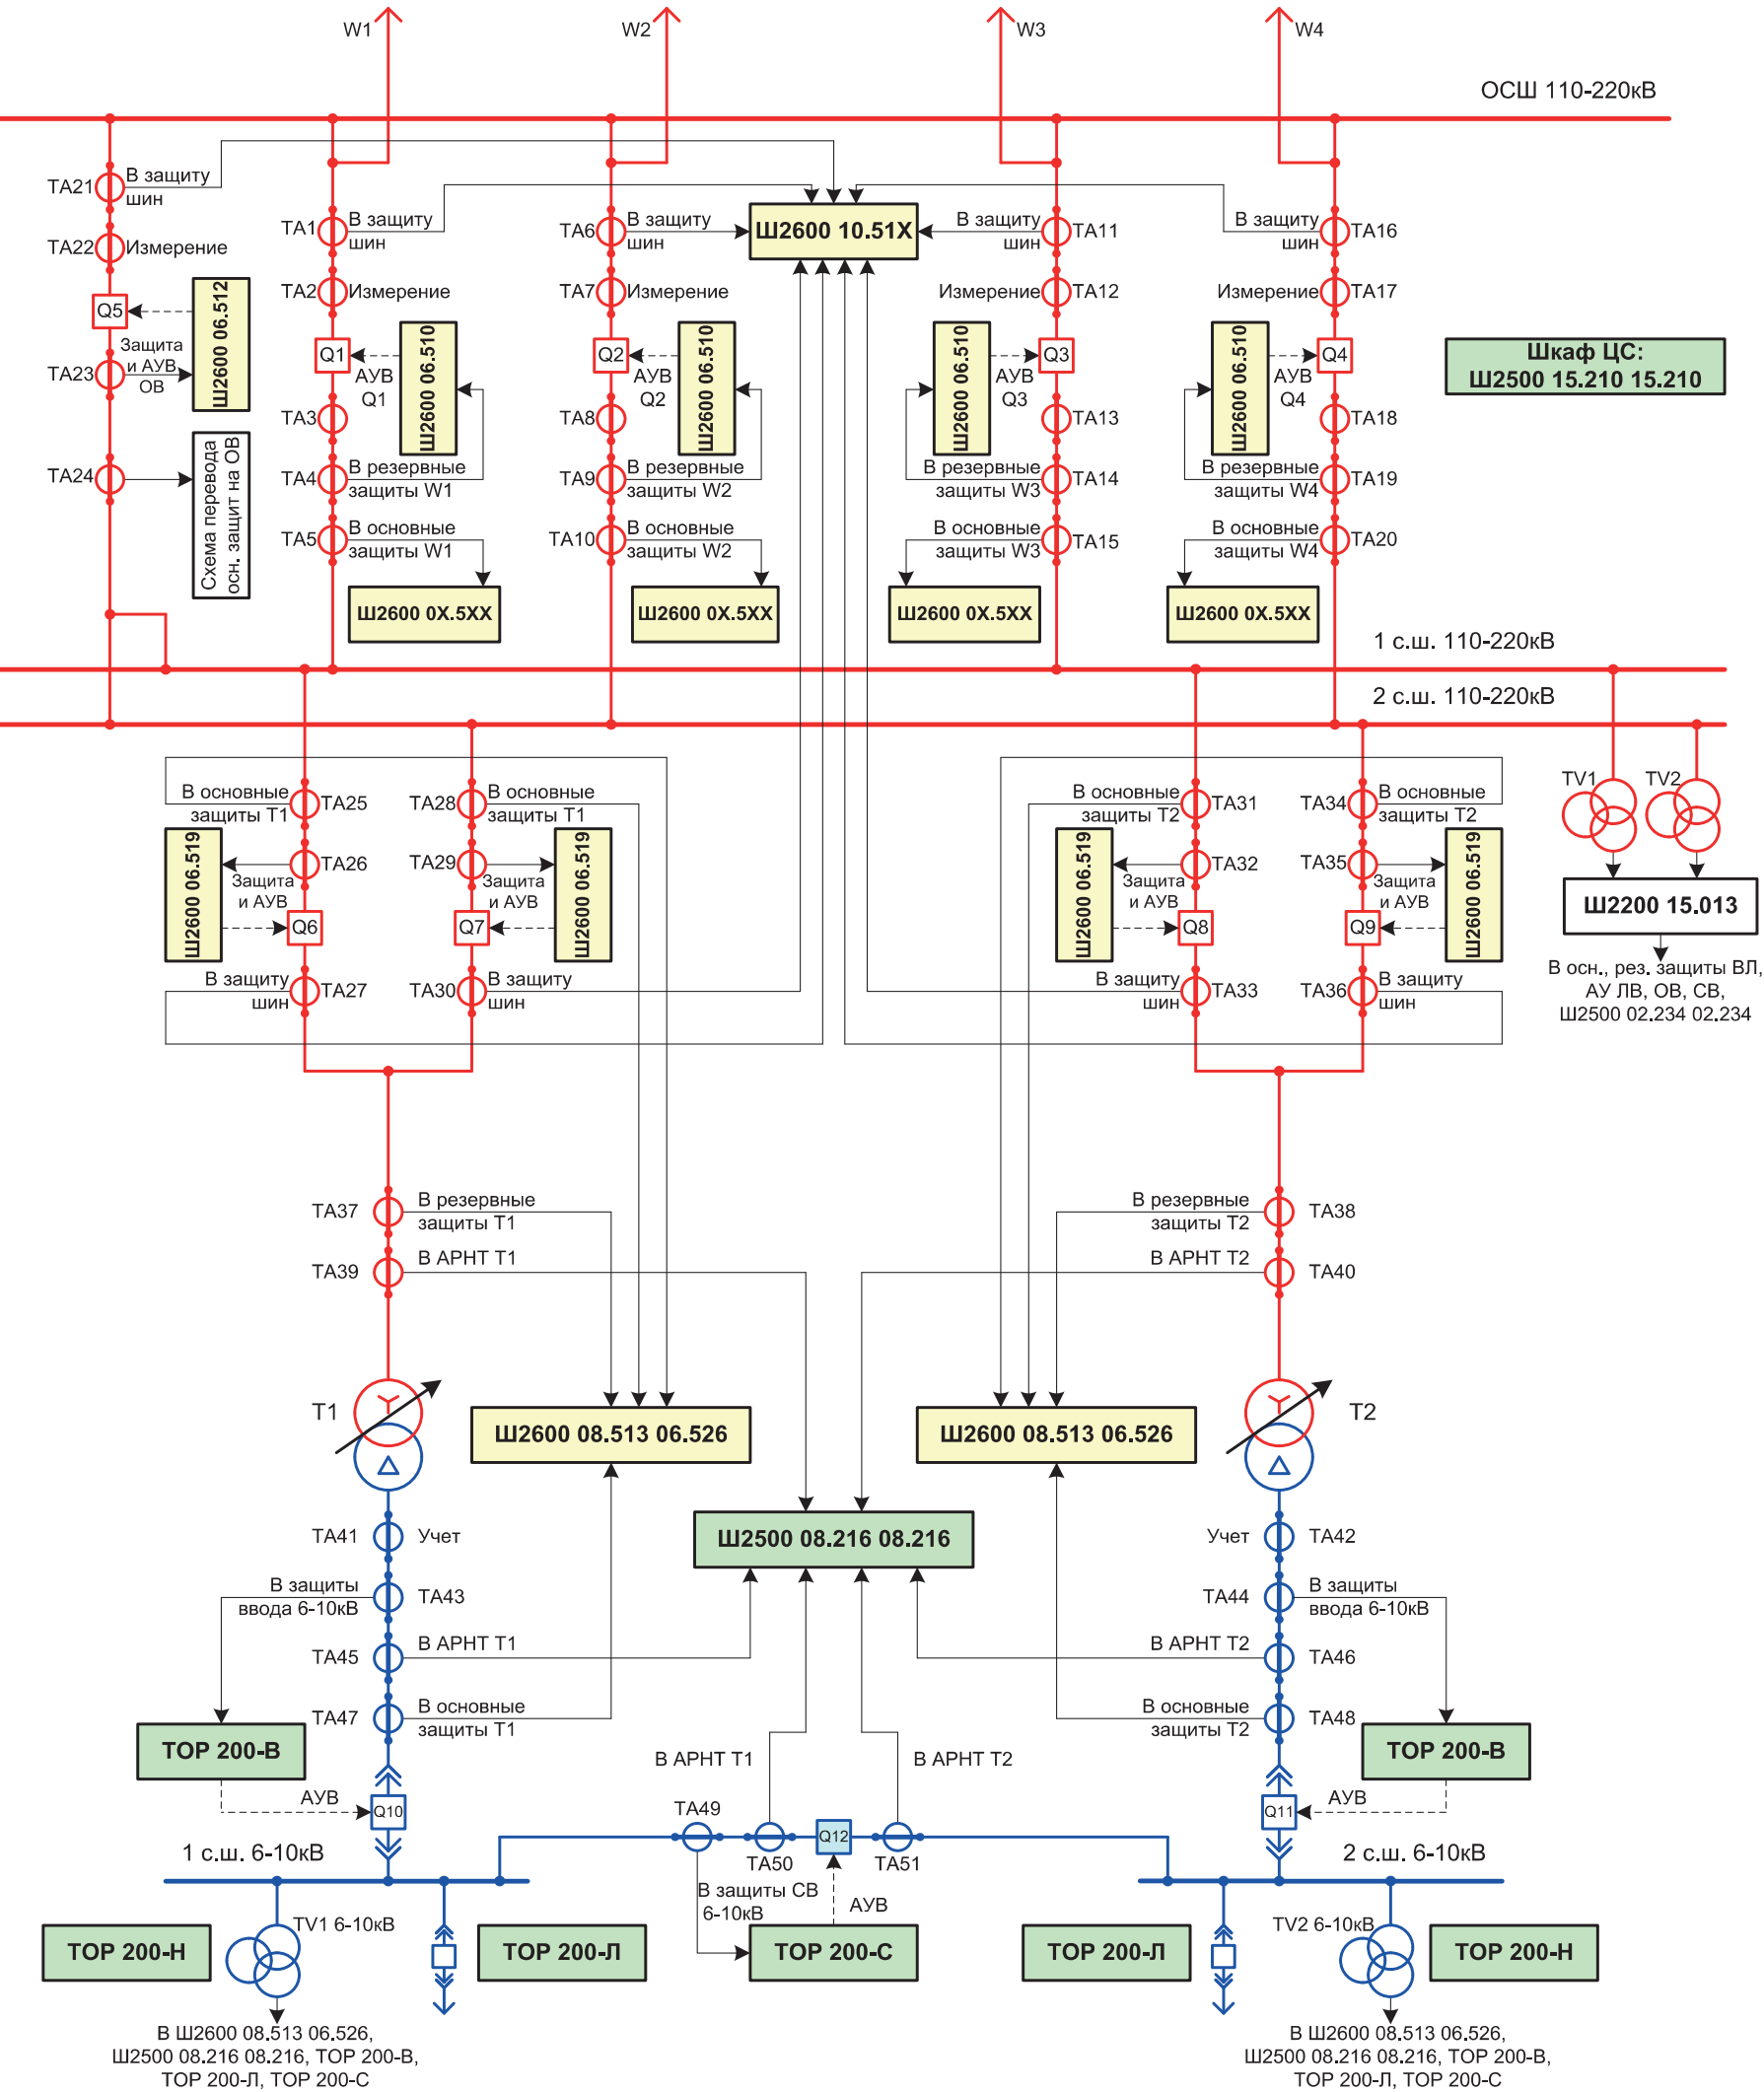 W1
W2
W3
W4
ОСШ 110-220кВ
TA21
В защиту
шин
TA22
Измерение
Q5
Ш2600 06.512
Защита
и АУВ
ОВ
TA23
TA24
Схема перевода
осн. защит на ОВ
TA1
В защиту
шин
TA2
Измерение
Q1
АУВ
Q1
Ш2600 06.510
TA3
TA4
В резервные
защиты W1
TA5
В основные
защиты W1
Ш2600 0X.5XX
TA6
В защиту
шин
TA7
Измерение
Q2
АУВ
Q2
Ш2600 06.510
TA8
TA9
В резервные
защиты W2
TA10
В основные
защиты W2
Ш2600 0X.5XX
Ш2600 10.51X
В защиту
шин
TA11
Измерение
TA12
Ш2600 06.510
Q3
АУВ
Q3
TA13
В резервные
защиты W3
TA14
В основные
защиты W3
TA15
Ш2600 0X.5XX
В защиту
шин
TA16
Измерение
TA17
Ш2600 06.510
Q4
АУВ
Q4
TA18
В резервные
защиты W4
TA19
В основные
защиты W4
TA20
Ш2600 0X.5XX
Шкаф ЦС:
Ш2500 15.210 15.210
1 с.ш. 110-220кВ
2 с.ш. 110-220кВ
В основные
защиты Т1
TA25
Ш2600 06.519
TA26
Защита
и АУВ
Q6
TA27
В защиту
шин
TA28
В основные
защиты Т1
TA29
Защита
и АУВ
Ш2600 06.519
Q7
TA30
В защиту
шин
В основные
защиты Т2
TA31
Ш2600 06.519
TA32
Защита
и АУВ
Q8
В защиту
шин
TA33
TA34
В основные
защиты Т2
TA35
Защита
и АУВ
Ш2600 06.519
Q9
TA36
В защиту
шин
TV1
TV2
Ш2200 15.013
В осн., рез. защиты ВЛ,
АУ ЛВ, ОВ, СВ,
Ш2500 02.234 02.234
TA37
В резервные
защиты Т1
TA39
В АРНТ Т1
В резервные
защиты Т2
TA38
В АРНТ Т2
TA40
T1
Ш2600 08.513 06.526
Ш2600 08.513 06.526
T2
Ш2500 08.216 08.216
TA41
Учет
В защиты
ввода 6-10кВ
TA43
TA45
В АРНТ Т1
TA47
В основные
защиты Т1
ТОР 200-В
АУВ
Q10
Учет
TA42
TA44
В защиты
ввода 6-10кВ
В АРНТ Т2
TA46
В основные
защиты Т2
TA48
ТОР 200-В
АУВ
Q11
В АРНТ Т1
В АРНТ Т2
TA49
TA50
Q12
TA51
В защиты СВ
6-10кВ
АУВ
1 с.ш. 6-10кВ
2 с.ш. 6-10кВ
ТОР 200-Н
TV1 6-10кВ
ТОР 200-Л
ТОР 200-С
ТОР 200-Л
TV2 6-10кВ
ТОР 200-Н
В Ш2600 08.513 06.526,
Ш2500 08.216 08.216, ТОР 200-В,
ТОР 200-Л, ТОР 200-С
В Ш2600 08.513 06.526,
Ш2500 08.216 08.216, ТОР 200-В,
ТОР 200-Л, ТОР 200-С